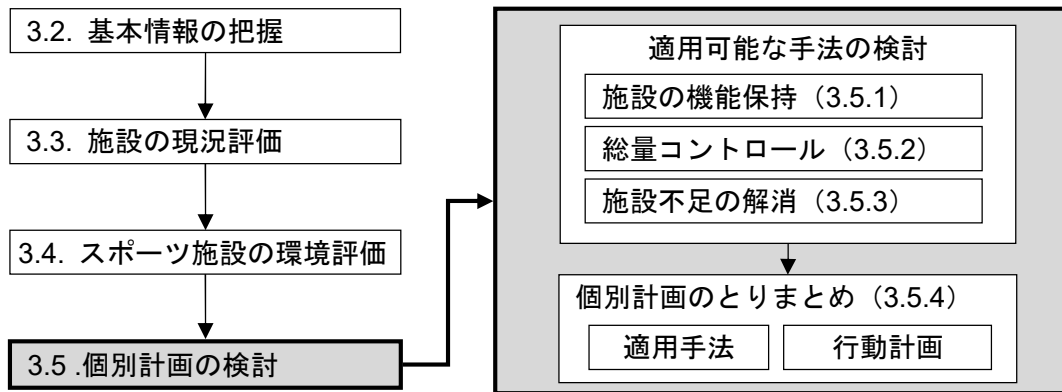 3.2. 基本情報の把握
3.3. 施設の現況評価
3.4. スポーツ施設の環境評価
3.5 .個別計画の検討
適用可能な手法の検討
施設の機能保持（3.5.1）
総量コントロール（3.5.2）
施設不足の解消（3.5.3）
個別計画のとりまとめ（3.5.4）
適用手法
行動計画